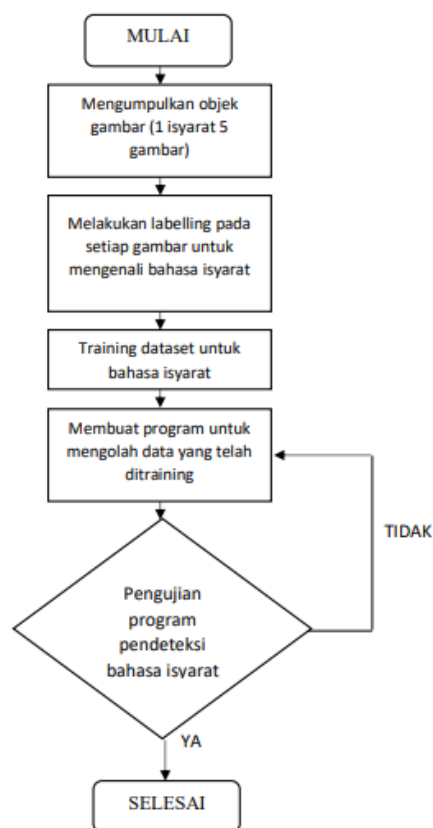 MULAI
Mengumpulkan objek
gambar (1 isyarat 5
gambar)
Melakukan labelling pada
setiap gambar untuk
mengenali bahasa isyarat
Training dataset untuk
bahasa isyarat
Membuat program untuk
mengolah data yang telah
ditraining
TIDAK
Pengujian
program
pendeteksi
bahasa isyarat
YA
SELESAI